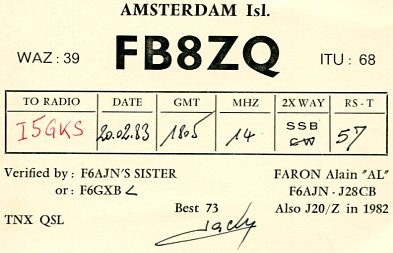 AMSTERDAM Isl.
WAZ : 39 FB8ZQ ITU : 68
TO RADIO DATE GMT MHZ 2X WAY RS - T
I5GKS 20.02.83 1805 14 SSB CW 57
Verified by : F6AJN'S SISTER FARON Alain "AL"
or : F6GXB F6AJN - J28CB
Best 73 Also J20/Z in 1982
TNX QSL Jacky